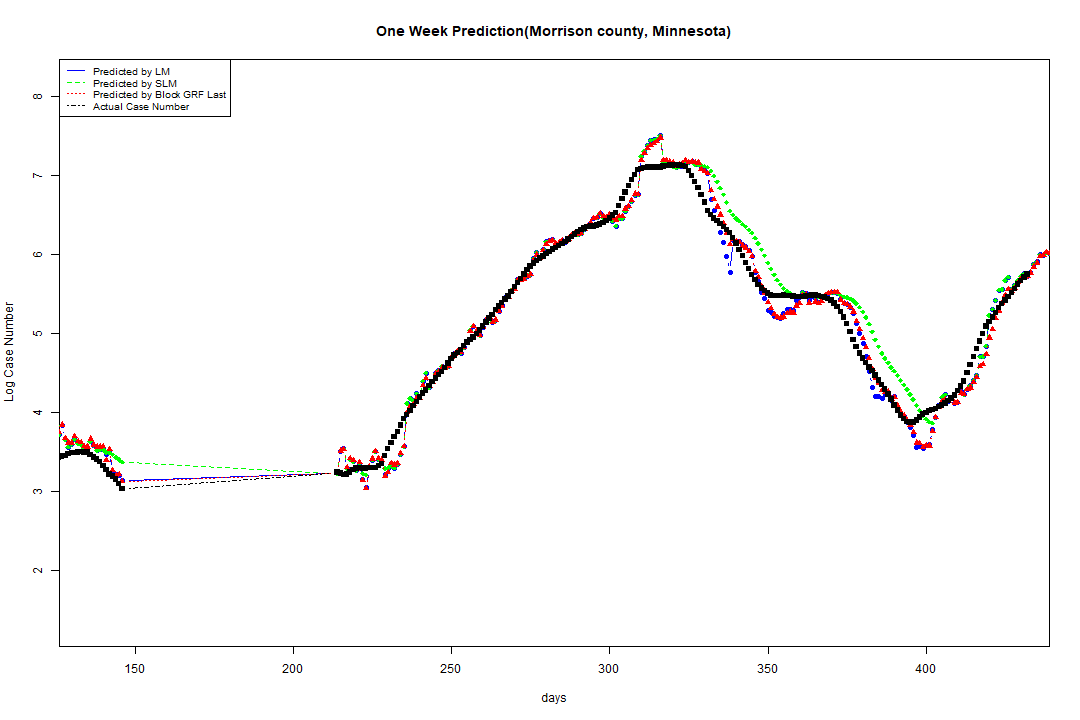 One Week Prediction(Morrison county, Minnesota)
Predicted by LM
Predicted by SLM
Predicted by Block GRF Last
Actual Case Number
Log Case Number
8
7
6
5
4
3
2
150 200 250 300 350 400
days